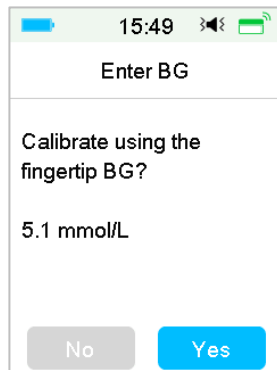 15:49
Enter BG
Calibrate using the
fingertip BG?
5.1 mmol/L
No Yes